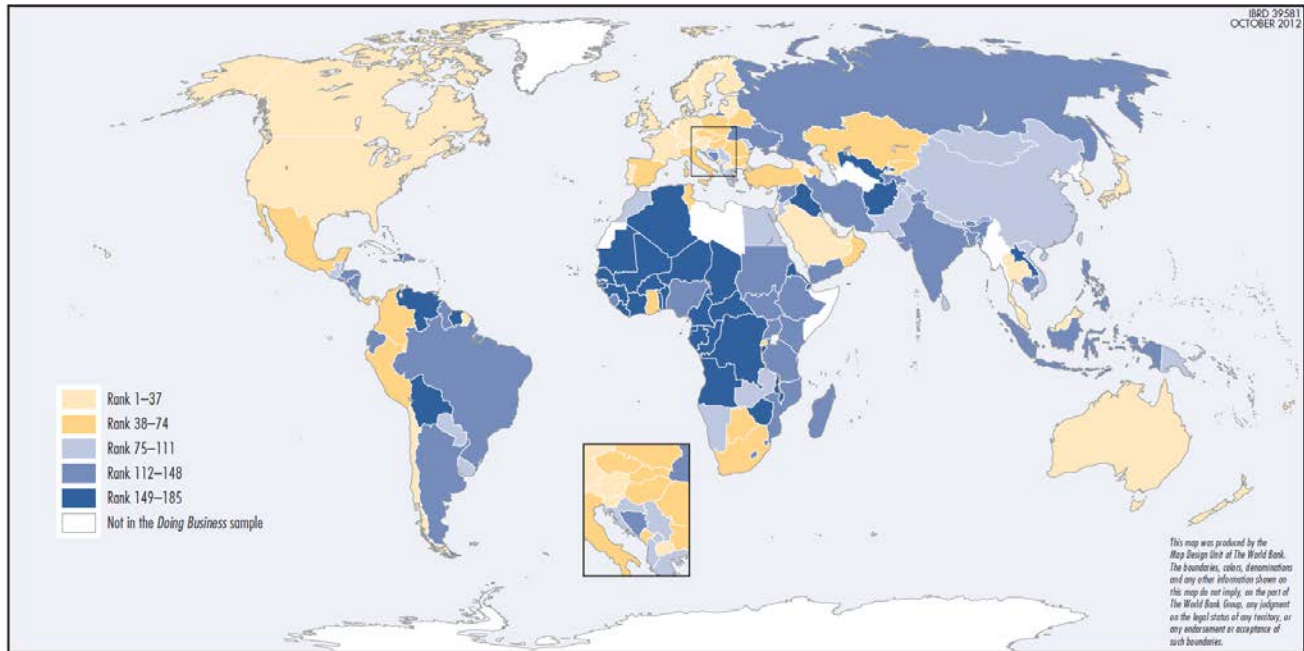 IBRD 39581
OCTOBER 2012
Rank 1–37
Rank 38–74
Rank 75–111
Rank 112–148
Rank 149–185
Not in the Doing Business sample
This map was produced by the
Map Design Unit of The World Bank.
The boundaries, colors, denominations
and any other information shown on
this map do not imply, on the part of
The World Bank Group, any judgment
on the legal status of any territory, or
any endorsement or acceptance of
such boundaries.